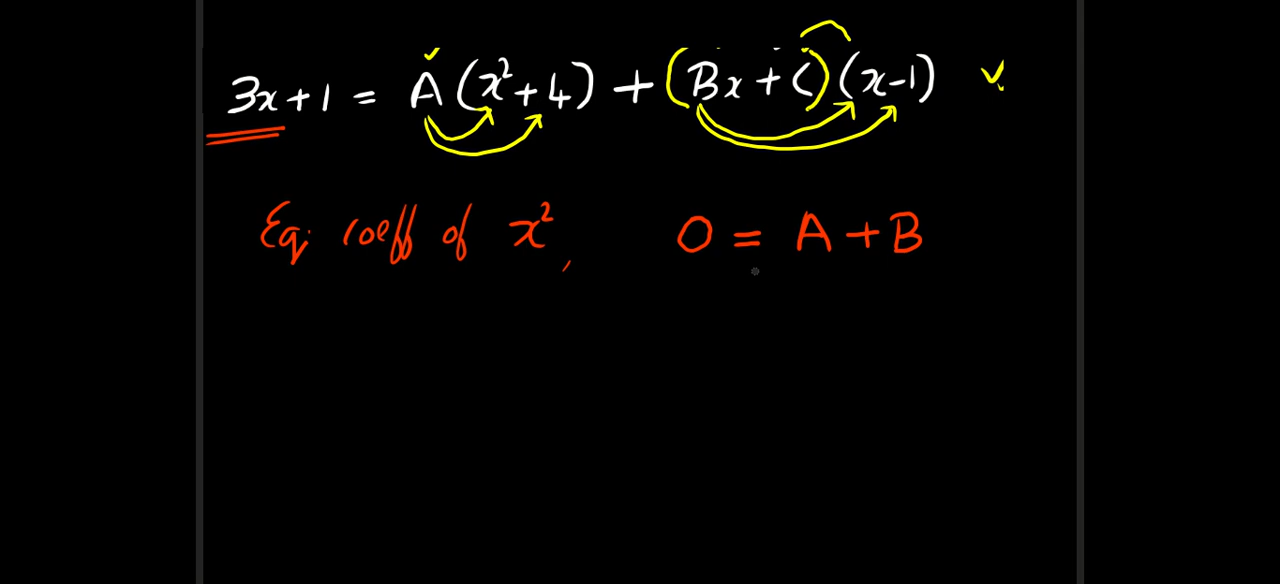 3x+1 = A(x²+4) + (Bx+C)(x-1)
Eq. coeff of x², 0 = A+B